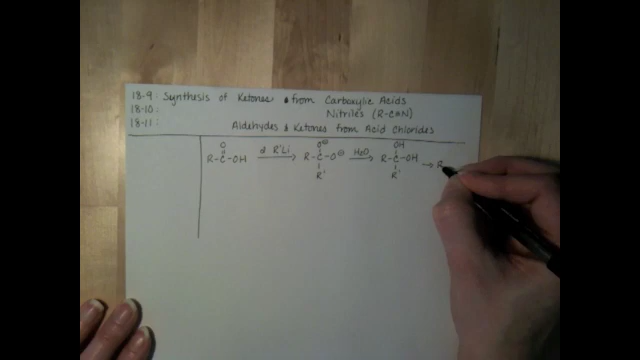 18-9: Synthesis of Ketones from Carboxylic Acids
18-10: Nitriles (R-C≡N)
18-11: Aldehydes & Ketones from Acid Chlorides
O O⊖ OH
R-C-OH 2 R'Li → R-C-O⊖ H₂O → R-C-OH → R
R' R'